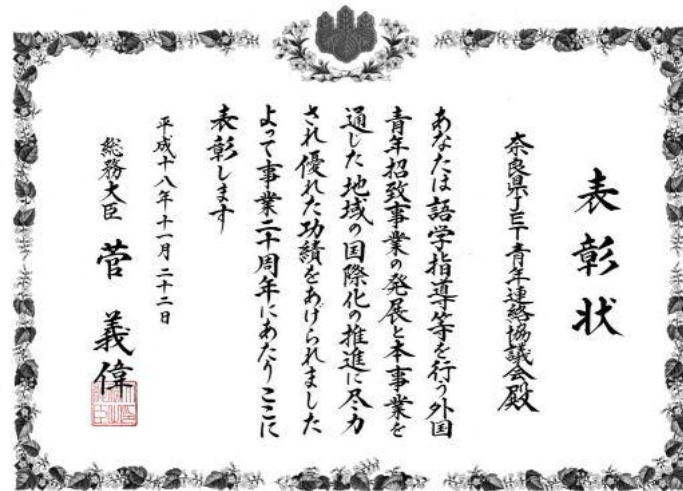 表彰状
奈良県JET青年連絡協議会殿
あなたは語学指導等を行う外国
青年招致事業の発展と本事業を
通じた地域の国際化の推進に尽力
され優れた功績をあげられました
よって事業二十周年にあたりここに
表彰します
平成十八年十一月二十二日
総務大臣 菅義偉